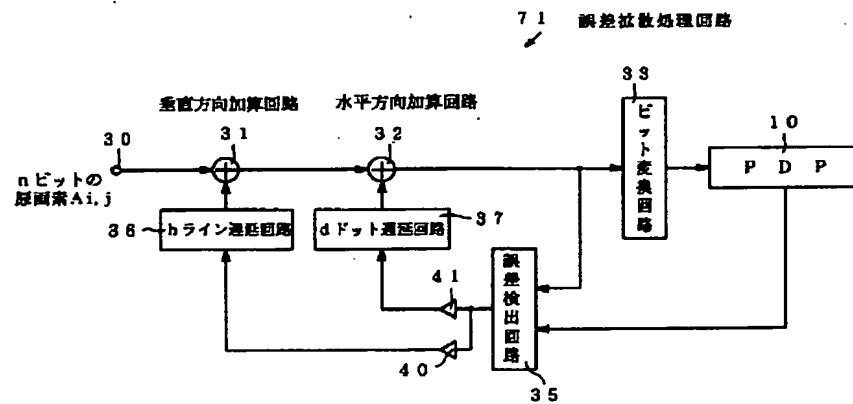 71 誤差拡散処理回路
垂直方向加算回路
水平方向加算回路
33
ビット変換回路
30
31
32
10
PDP
nビットの
原画素Ai,j
36
hライン遅延回路
dドット遅延回路
37
誤差検出回路
41
40
35